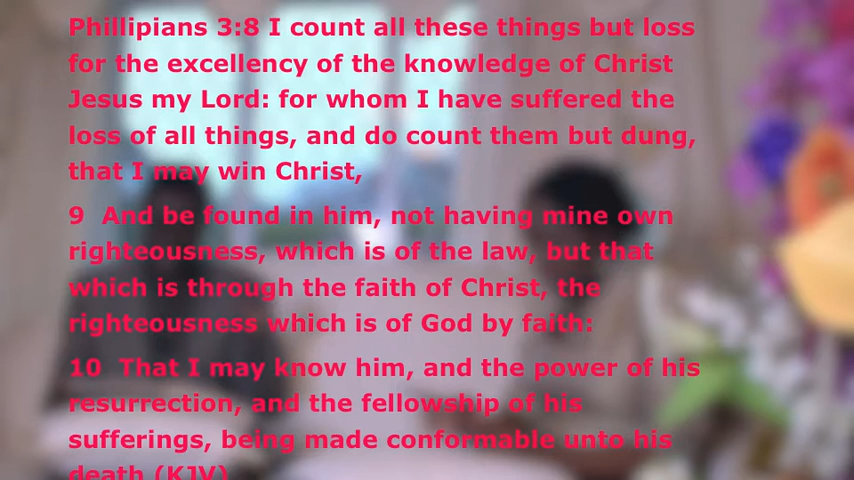 Phillipians 3:8 I count all these things but loss
for the excellency of the knowledge of Christ
Jesus my Lord: for whom I have suffered the
loss of all things, and do count them but dung,
that I may win Christ,
9 And be found in him, not having mine own
righteousness, which is of the law, but that
which is through the faith of Christ, the
righteousness which is of God by faith:
10 That I may know him, and the power of his
resurrection, and the fellowship of his
sufferings, being made conformable unto his
death (KJV)